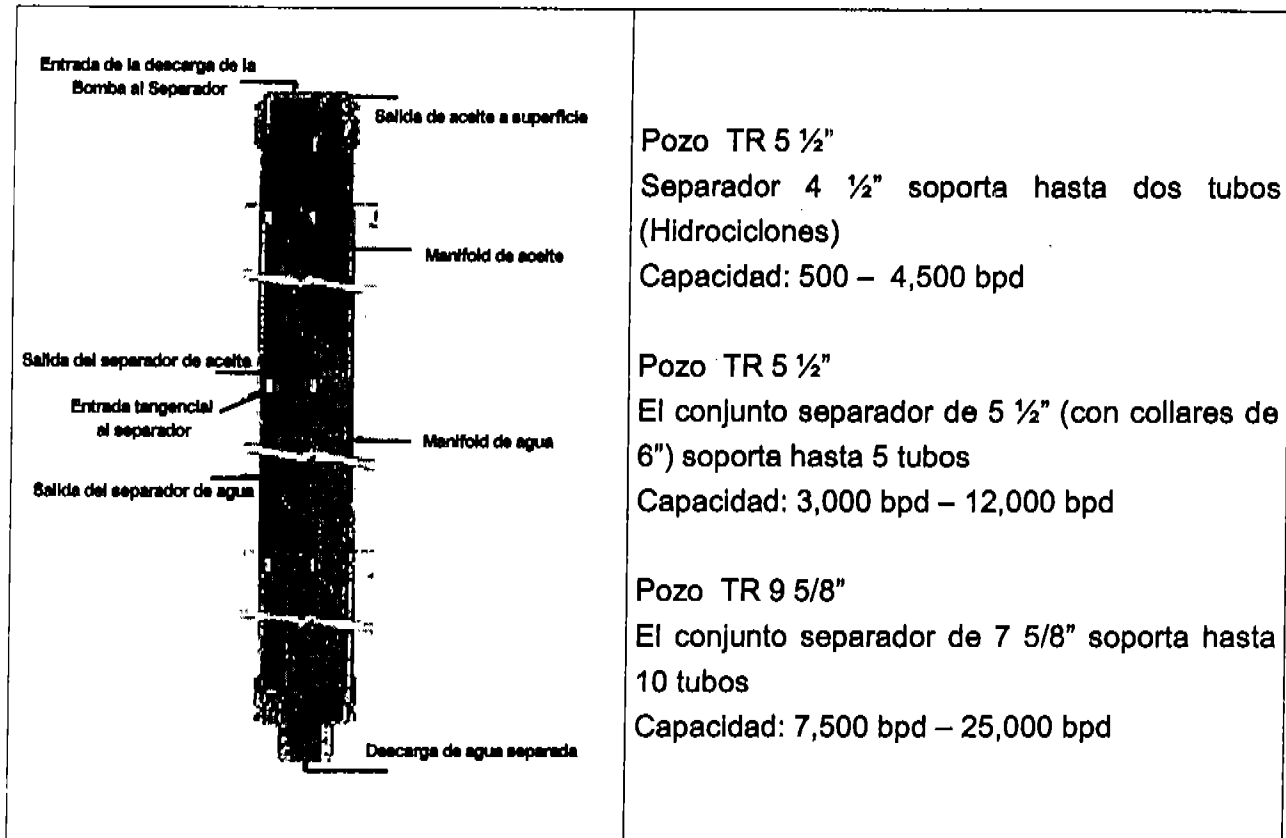 Entrada de la descarga de la
Bomba al Separador
Salida de aceite a superficie
Manifold de aceite
Salida del separador de aceite
Entrada tangencial
al separador
Manifold de agua
Salida del separador de agua
Descarga de agua separada
Pozo TR 5 ½"
Separador 4 ½" soporta hasta dos tubos
(Hidrociclones)
Capacidad: 500 – 4,500 bpd
Pozo TR 5 ½"
El conjunto separador de 5 ½" (con collares de
6") soporta hasta 5 tubos
Capacidad: 3,000 bpd – 12,000 bpd
Pozo TR 9 5/8"
El conjunto separador de 7 5/8" soporta hasta
10 tubos
Capacidad: 7,500 bpd – 25,000 bpd